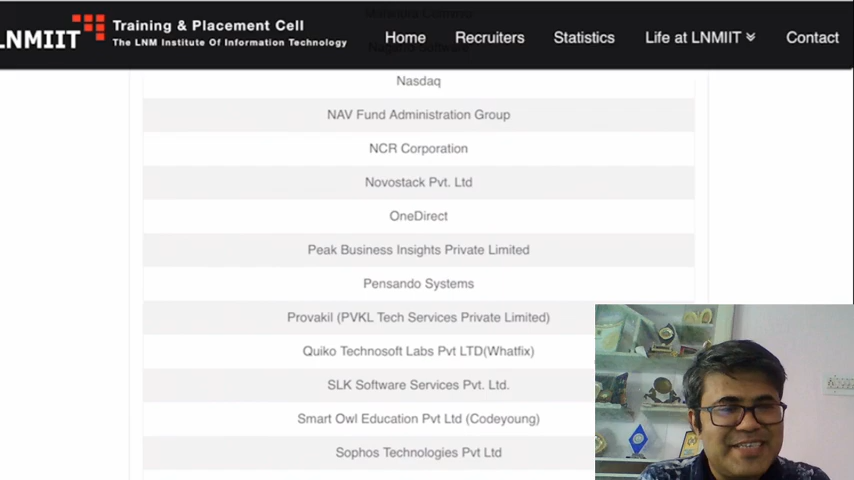 LNMIIT
Training & Placement Cell
The LNM Institute Of Information Technology
Home
Recruiters
Statistics
Life at LNMIIT
Contact
Nasdaq
NAV Fund Administration Group
NCR Corporation
Novostack Pvt. Ltd
OneDirect
Peak Business Insights Private Limited
Pensando Systems
Provakil (PVKL Tech Services Private Limited)
Quiko Technosoft Labs Pvt LTD(Whatfix)
SLK Software Services Pvt. Ltd.
Smart Owl Education Pvt Ltd (Codeyoung)
Sophos Technologies Pvt Ltd